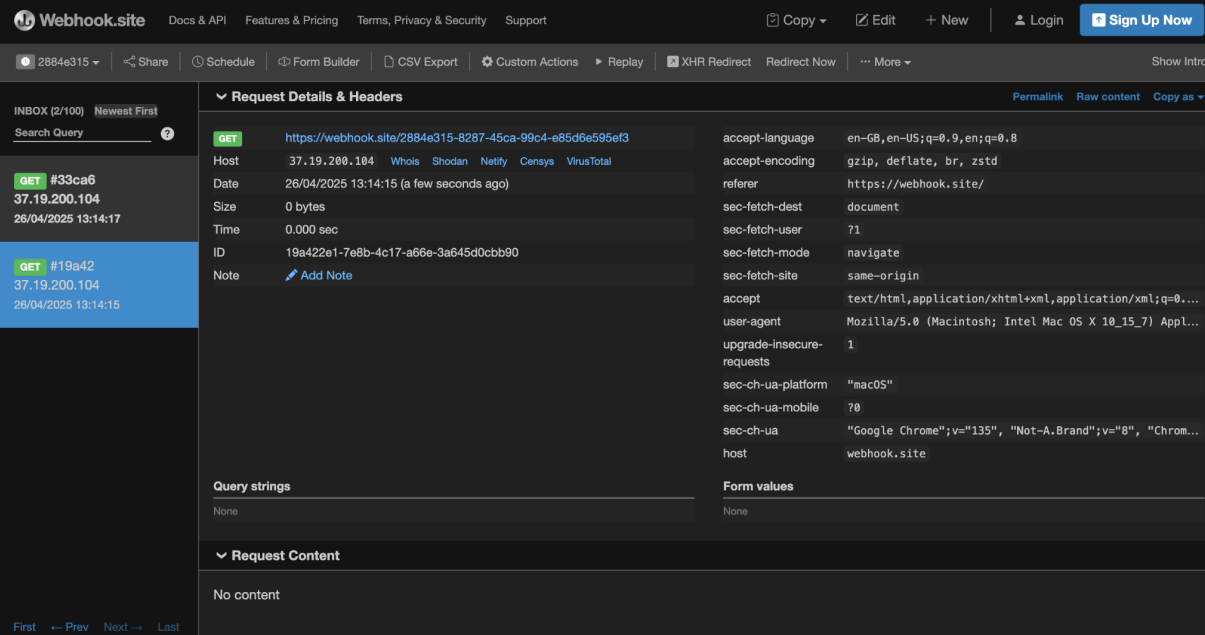 Webhook.site Docs & API Features & Pricing Terms, Privacy & Security Support Copy Edit New Login Sign Up Now
2884e315 Share Schedule Form Builder CSV Export Custom Actions Replay XHR Redirect Redirect Now ··· More Show Intro
INBOX (2/100) Newest First
Search Query ?
GET #33ca6
37.19.200.104
26/04/2025 13:14:17
GET #19a42
37.19.200.104
26/04/2025 13:14:15
First ← Prev Next → Last
Request Details & Headers Permalink Raw content Copy as
GET https://webhook.site/2884e315-8287-45ca-99c4-e85d6e595ef3
Host 37.19.200.104 Whois Shodan Netify Censys VirusTotal
Date 26/04/2025 13:14:15 (a few seconds ago)
Size 0 bytes
Time 0.000 sec
ID 19a422e1-7e8b-4c17-a66e-3a645d0cbb90
Note Add Note
accept-language en-GB,en-US;q=0.9,en;q=0.8
accept-encoding gzip, deflate, br, zstd
referer https://webhook.site/
sec-fetch-dest document
sec-fetch-user ?1
sec-fetch-mode navigate
sec-fetch-site same-origin
accept text/html,application/xhtml+xml,application/xml;q=0....
user-agent Mozilla/5.0 (Macintosh; Intel Mac OS X 10_15_7) Appl...
upgrade-insecure- 1
requests
sec-ch-ua-platform "macOS"
sec-ch-ua-mobile ?0
sec-ch-ua "Google Chrome";v="135", "Not-A.Brand";v="8", "Chrom...
host webhook.site
Query strings
None
Form values
None
Request Content
No content